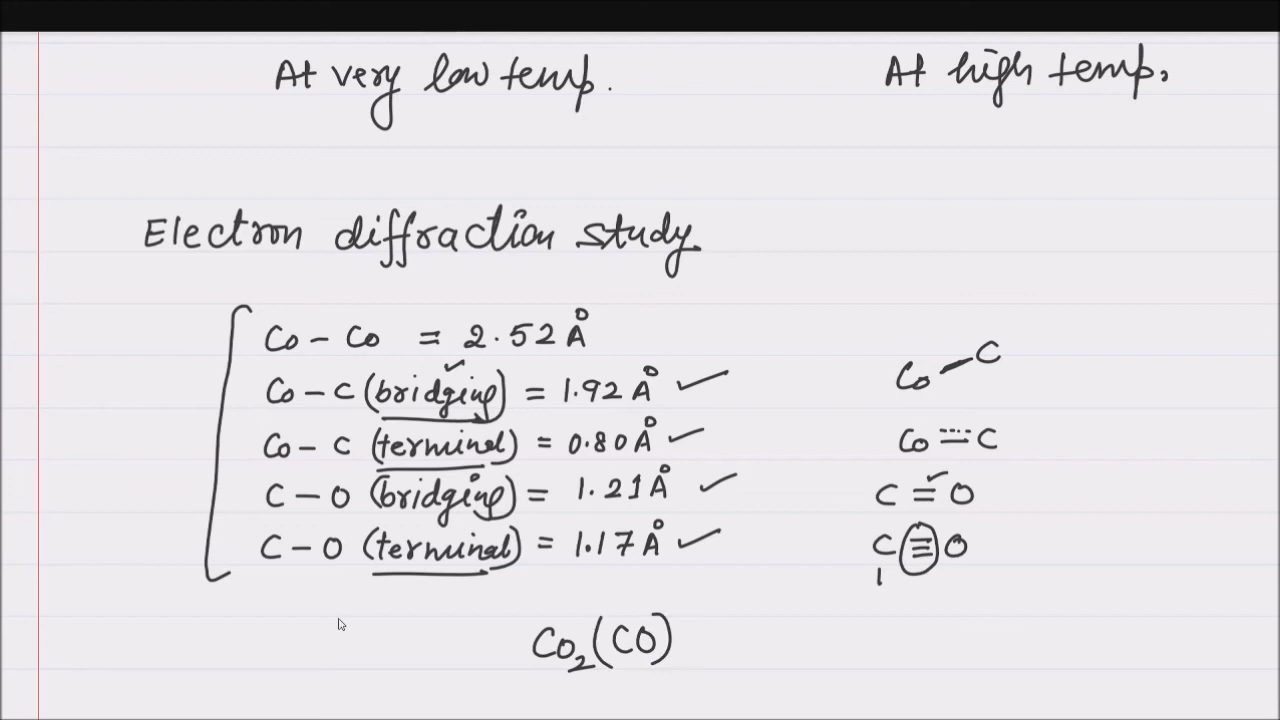 At very low temp.
At high temp.
Electron diffraction study
Co - Co = 2.52 Å
Co - C (bridging) = 1.92 Å
Co - C
Co - C (terminal) = 0.80 Å
Co = C
C - O (bridging) = 1.21 Å
C = O
C - O (terminal) = 1.17 Å
C ≡ O
Co₂(CO)